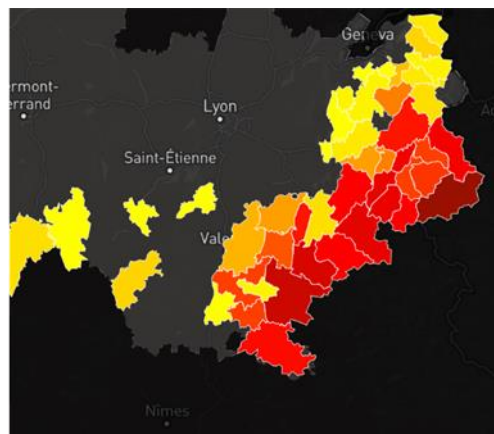 Geneva
ermont-
errand
Lyon
Saint-Étienne
Vale
Nîmes